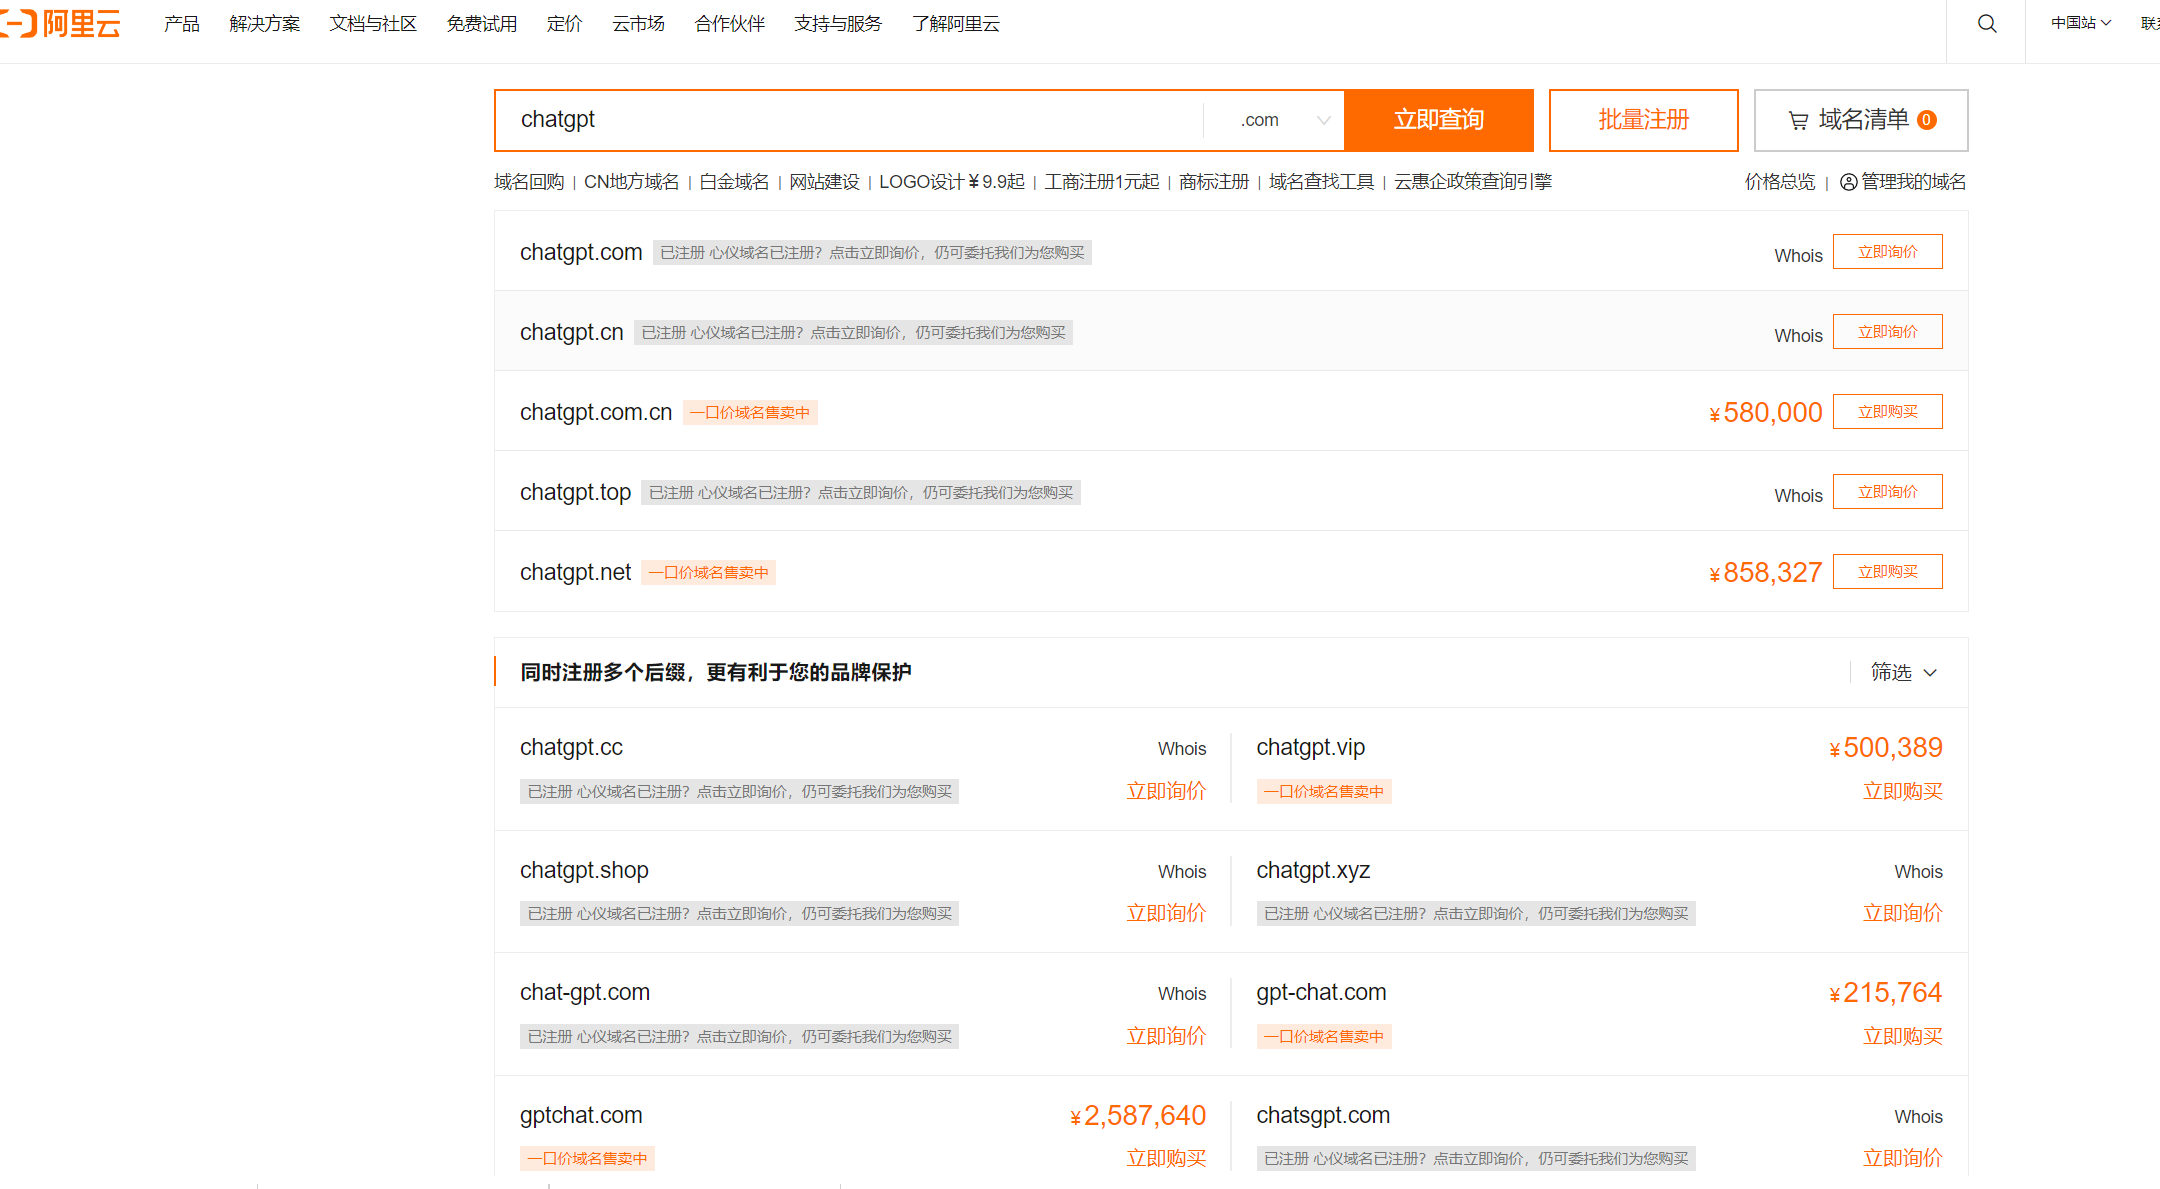 阿里云 产品 解决方案 文档与社区 免费试用 定价 云市场 合作伙伴 支持与服务 了解阿里云 中国站
chatgpt .com 立即查询 批量注册 域名清单 0
域名回购 | CN地方域名 | 白金域名 | 网站建设 | LOGO设计¥9.9起 | 工商注册1元起 | 商标注册 | 域名查找工具 | 云惠企政策查询引擎 价格总览 | 管理我的域名
chatgpt.com 已注册 心仪域名已注册？点击立即询价，仍可委托我们为您购买 Whois 立即询价
chatgpt.cn 已注册 心仪域名已注册？点击立即询价，仍可委托我们为您购买 Whois 立即询价
chatgpt.com.cn 一口价域名售卖中 ¥580,000 立即购买
chatgpt.top 已注册 心仪域名已注册？点击立即询价，仍可委托我们为您购买 Whois 立即询价
chatgpt.net 一口价域名售卖中 ¥858,327 立即购买
同时注册多个后缀，更有利于您的品牌保护 筛选
chatgpt.cc Whois chatgpt.vip ¥500,389
已注册 心仪域名已注册？点击立即询价，仍可委托我们为您购买 立即询价 一口价域名售卖中 立即购买
chatgpt.shop Whois chatgpt.xyz Whois
已注册 心仪域名已注册？点击立即询价，仍可委托我们为您购买 立即询价 已注册 心仪域名已注册？点击立即询价，仍可委托我们为您购买 立即询价
chat-gpt.com Whois gpt-chat.com ¥215,764
已注册 心仪域名已注册？点击立即询价，仍可委托我们为您购买 立即询价 一口价域名售卖中 立即购买
gptchat.com ¥2,587,640 chatsgpt.com Whois
一口价域名售卖中 立即购买 已注册 心仪域名已注册？点击立即询价，仍可委托我们为您购买 立即询价